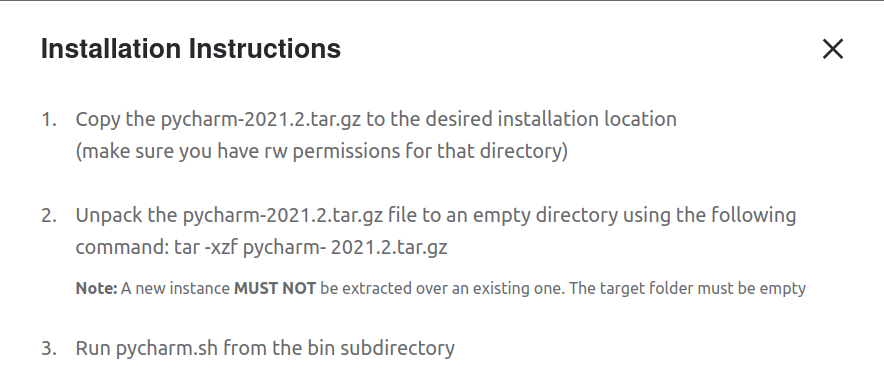 Installation Instructions
1. Copy the pycharm-2021.2.tar.gz to the desired installation location
(make sure you have rw permissions for that directory)
2. Unpack the pycharm-2021.2.tar.gz file to an empty directory using the following
command: tar -xzf pycharm- 2021.2.tar.gz
Note: A new instance MUST NOT be extracted over an existing one. The target folder must be empty
3. Run pycharm.sh from the bin subdirectory